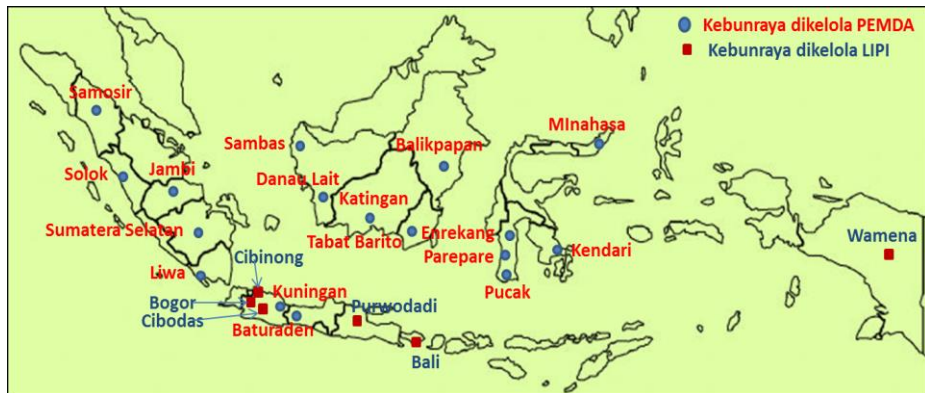 Kebunraya dikelola PEMDA
Kebunraya dikelola LIPI
Samosir
MInahasa
Sambas
Balikpapan
Solok
Jambi
Danau Lait
Katingan
Sumatera Selatan
Tabat Barito
Enrekang
Wamena
Parepare
Kendari
Liwa
Cibinong
Pucak
Bogor
Kuningan
Purwodadi
Cibodas
Baturaden
Bali